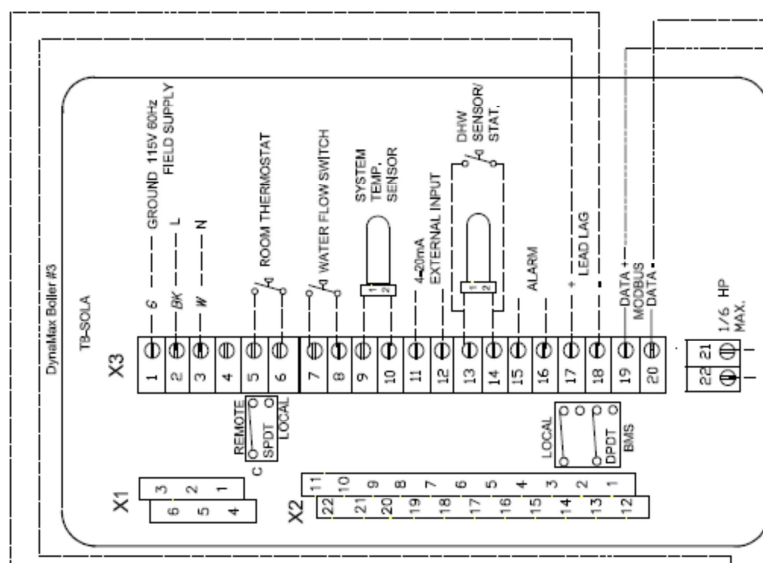 DynaMax Boiler #3
TB-SOLA
GROUND 115V 60Hz
FIELD SUPPLY
G
BK
L
W
N
ROOM THERMOSTAT
WATER FLOW SWITCH
SYSTEM
TEMP.
SENSOR
1
2
4-20mA
EXTERNAL INPUT
DHW
SENSOR/
STAT.
1
2
ALARM
+ LEAD LAG -
DATA +
MODBUS
DATA -
1/6 HP
MAX.
X3
1 2 3 4 5 6 7 8 9 10 11 12 13 14 15 16 17 18 19 20
21
22
REMOTE
SPDT
LOCAL
C
LOCAL
DPDT
BMS
X1
3 2 1
6 5 4
X2
11 10 9 8 7 6 5 4 3 2 1
22 21 20 19 18 17 16 15 14 13 12